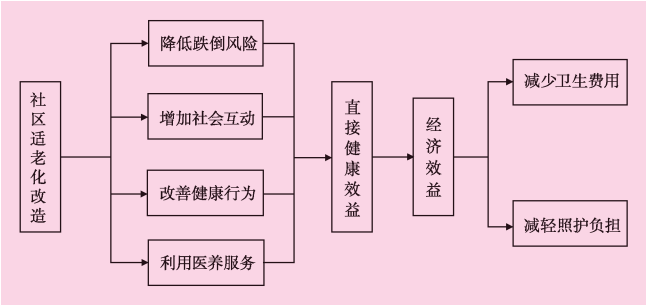 社区适老化改造
降低跌倒风险
增加社会互动
改善健康行为
利用医养服务
直接健康效益
经济效益
减少卫生费用
减轻照护负担